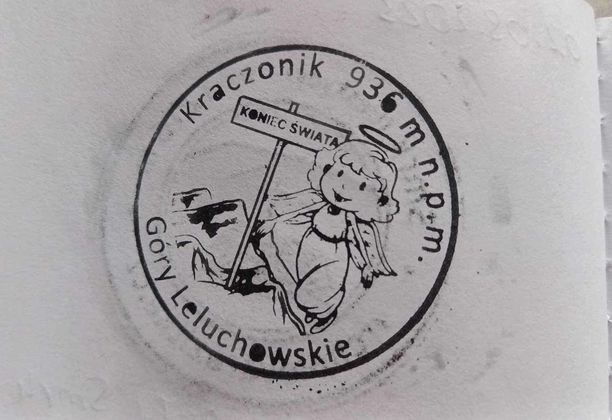 Kraczonik 936 m n.p.m.
KONIEC ŚWIATA
Góry Leluchowskie